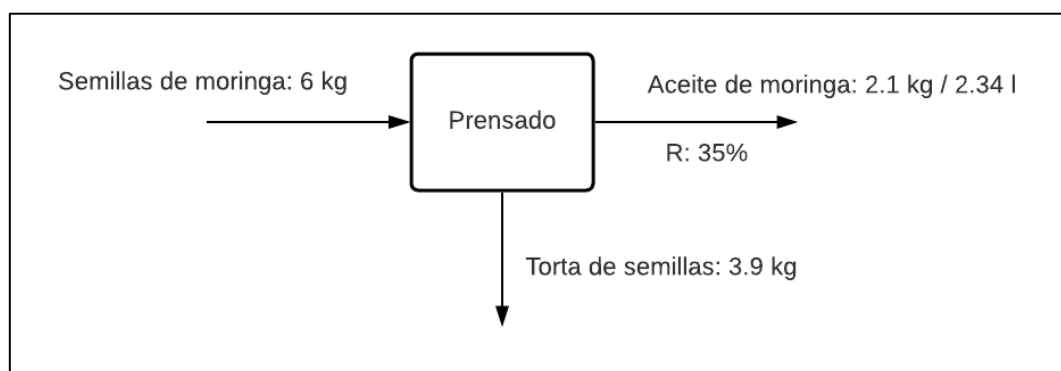 Semillas de moringa: 6 kg
Aceite de moringa: 2.1 kg / 2.34 l
Prensado
R: 35%
Torta de semillas: 3.9 kg